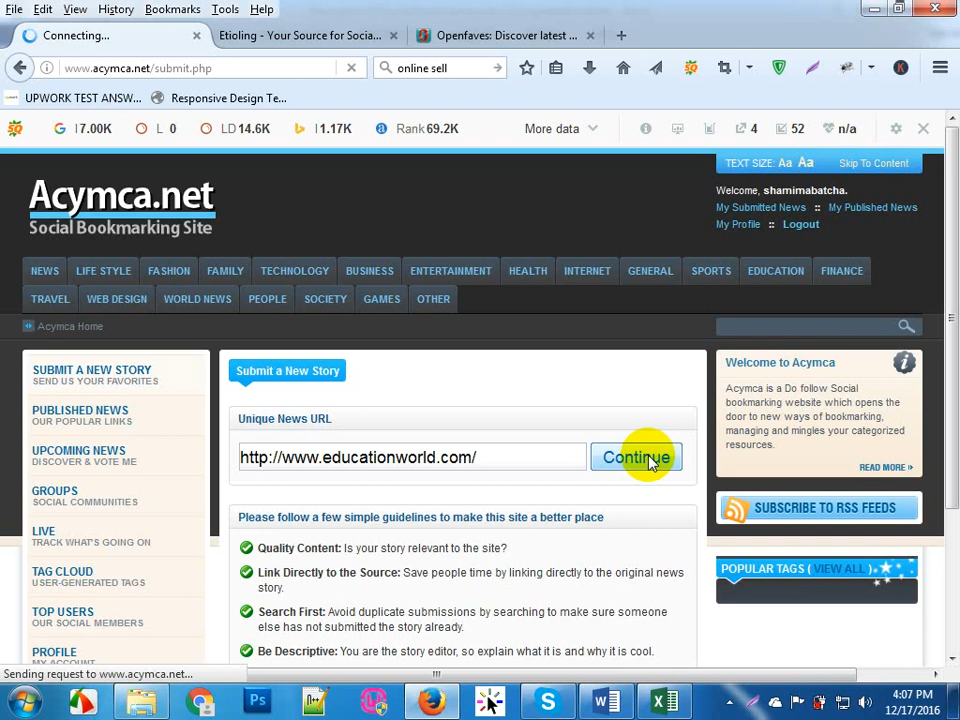 File Edit View History Bookmarks Tools Help
Connecting...
Etioling - Your Source for Socia...
Openfaves: Discover latest ...
www.acymca.net/submit.php
online sell
UPWORK TEST ANSW...
Responsive Design Te...
I 7.00K
L 0
LD 14.6K
I 1.17K
Rank 69.2K
More data
4
52
n/a
TEXT SIZE: Aa Aa Skip To Content
Acymca.net
Social Bookmarking Site
Welcome, shamimabatcha.
My Submitted News :: My Published News
My Profile :: Logout
NEWS LIFE STYLE FASHION FAMILY TECHNOLOGY BUSINESS ENTERTAINMENT HEALTH INTERNET GENERAL SPORTS EDUCATION FINANCE
TRAVEL WEB DESIGN WORLD NEWS PEOPLE SOCIETY GAMES OTHER
Acymca Home
SUBMIT A NEW STORY
SEND US YOUR FAVORITES
PUBLISHED NEWS
OUR POPULAR LINKS
UPCOMING NEWS
DISCOVER & VOTE ME
GROUPS
SOCIAL COMMUNITIES
LIVE
TRACK WHAT'S GOING ON
TAG CLOUD
USER-GENERATED TAGS
TOP USERS
OUR SOCIAL MEMBERS
PROFILE
MY ACCOUNT
Submit a New Story
Unique News URL
http://www.educationworld.com/
Continue
Please follow a few simple guidelines to make this site a better place
Quality Content: Is your story relevant to the site?
Link Directly to the Source: Save people time by linking directly to the original news
story.
Search First: Avoid duplicate submissions by searching to make sure someone
else has not submitted the story already.
Be Descriptive: You are the story editor, so explain what it is and why it is cool.
Welcome to Acymca
Acymca is a Do follow Social
bookmarking website which opens the
door to new ways of bookmarking,
managing and mingles your categorized
resources.
READ MORE
SUBSCRIBE TO RSS FEEDS
POPULAR TAGS ( VIEW ALL )
Sending request to www.acymca.net...
4:07 PM
12/17/2016